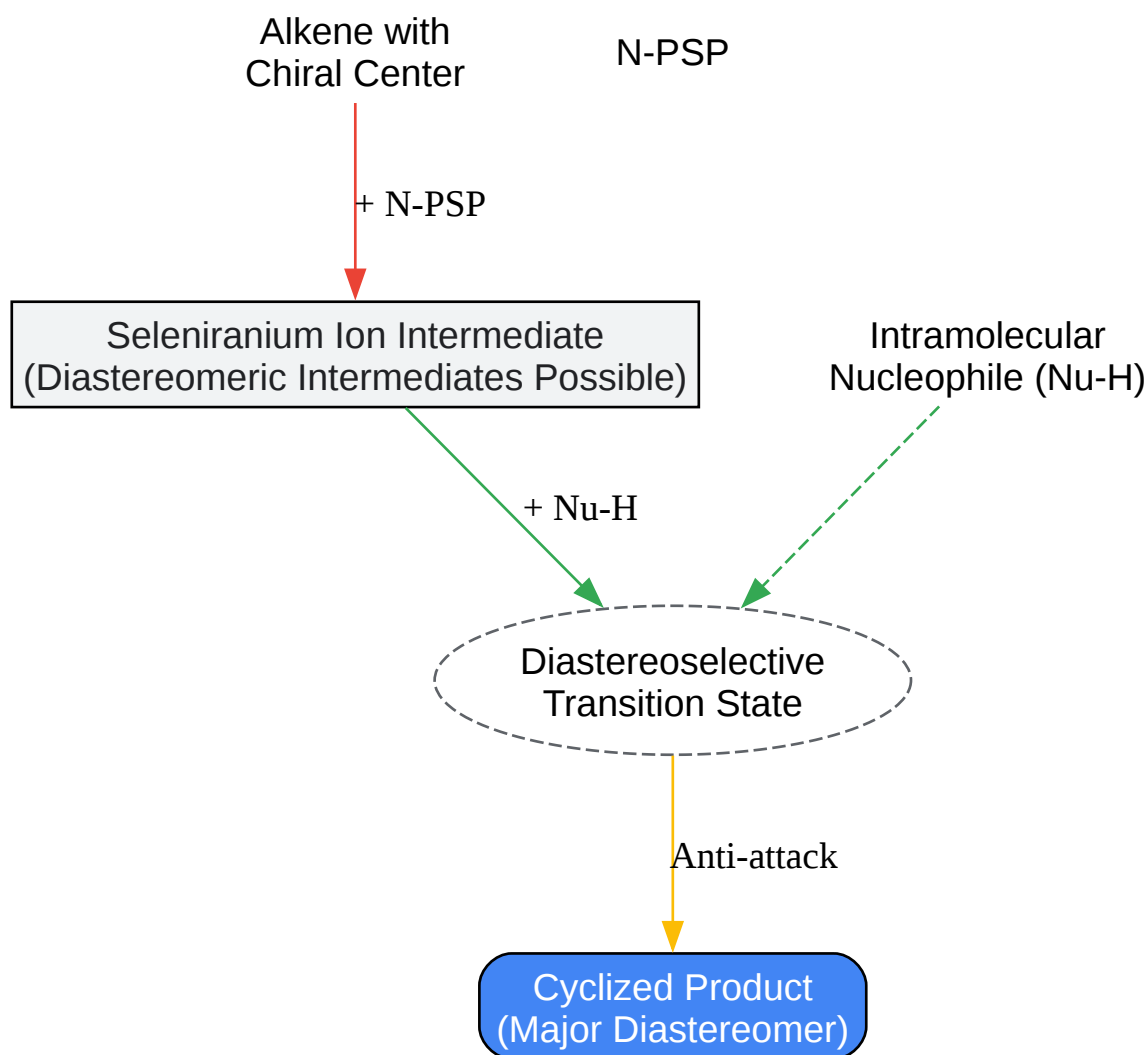 Alkene with
Chiral Center
N-PSP
+ N-PSP
Seleniranium Ion Intermediate
(Diastereomeric Intermediates Possible)
Intramolecular
Nucleophile (Nu-H)
+ Nu-H
Diastereoselective
Transition State
Anti-attack
Cyclized Product
(Major Diastereomer)